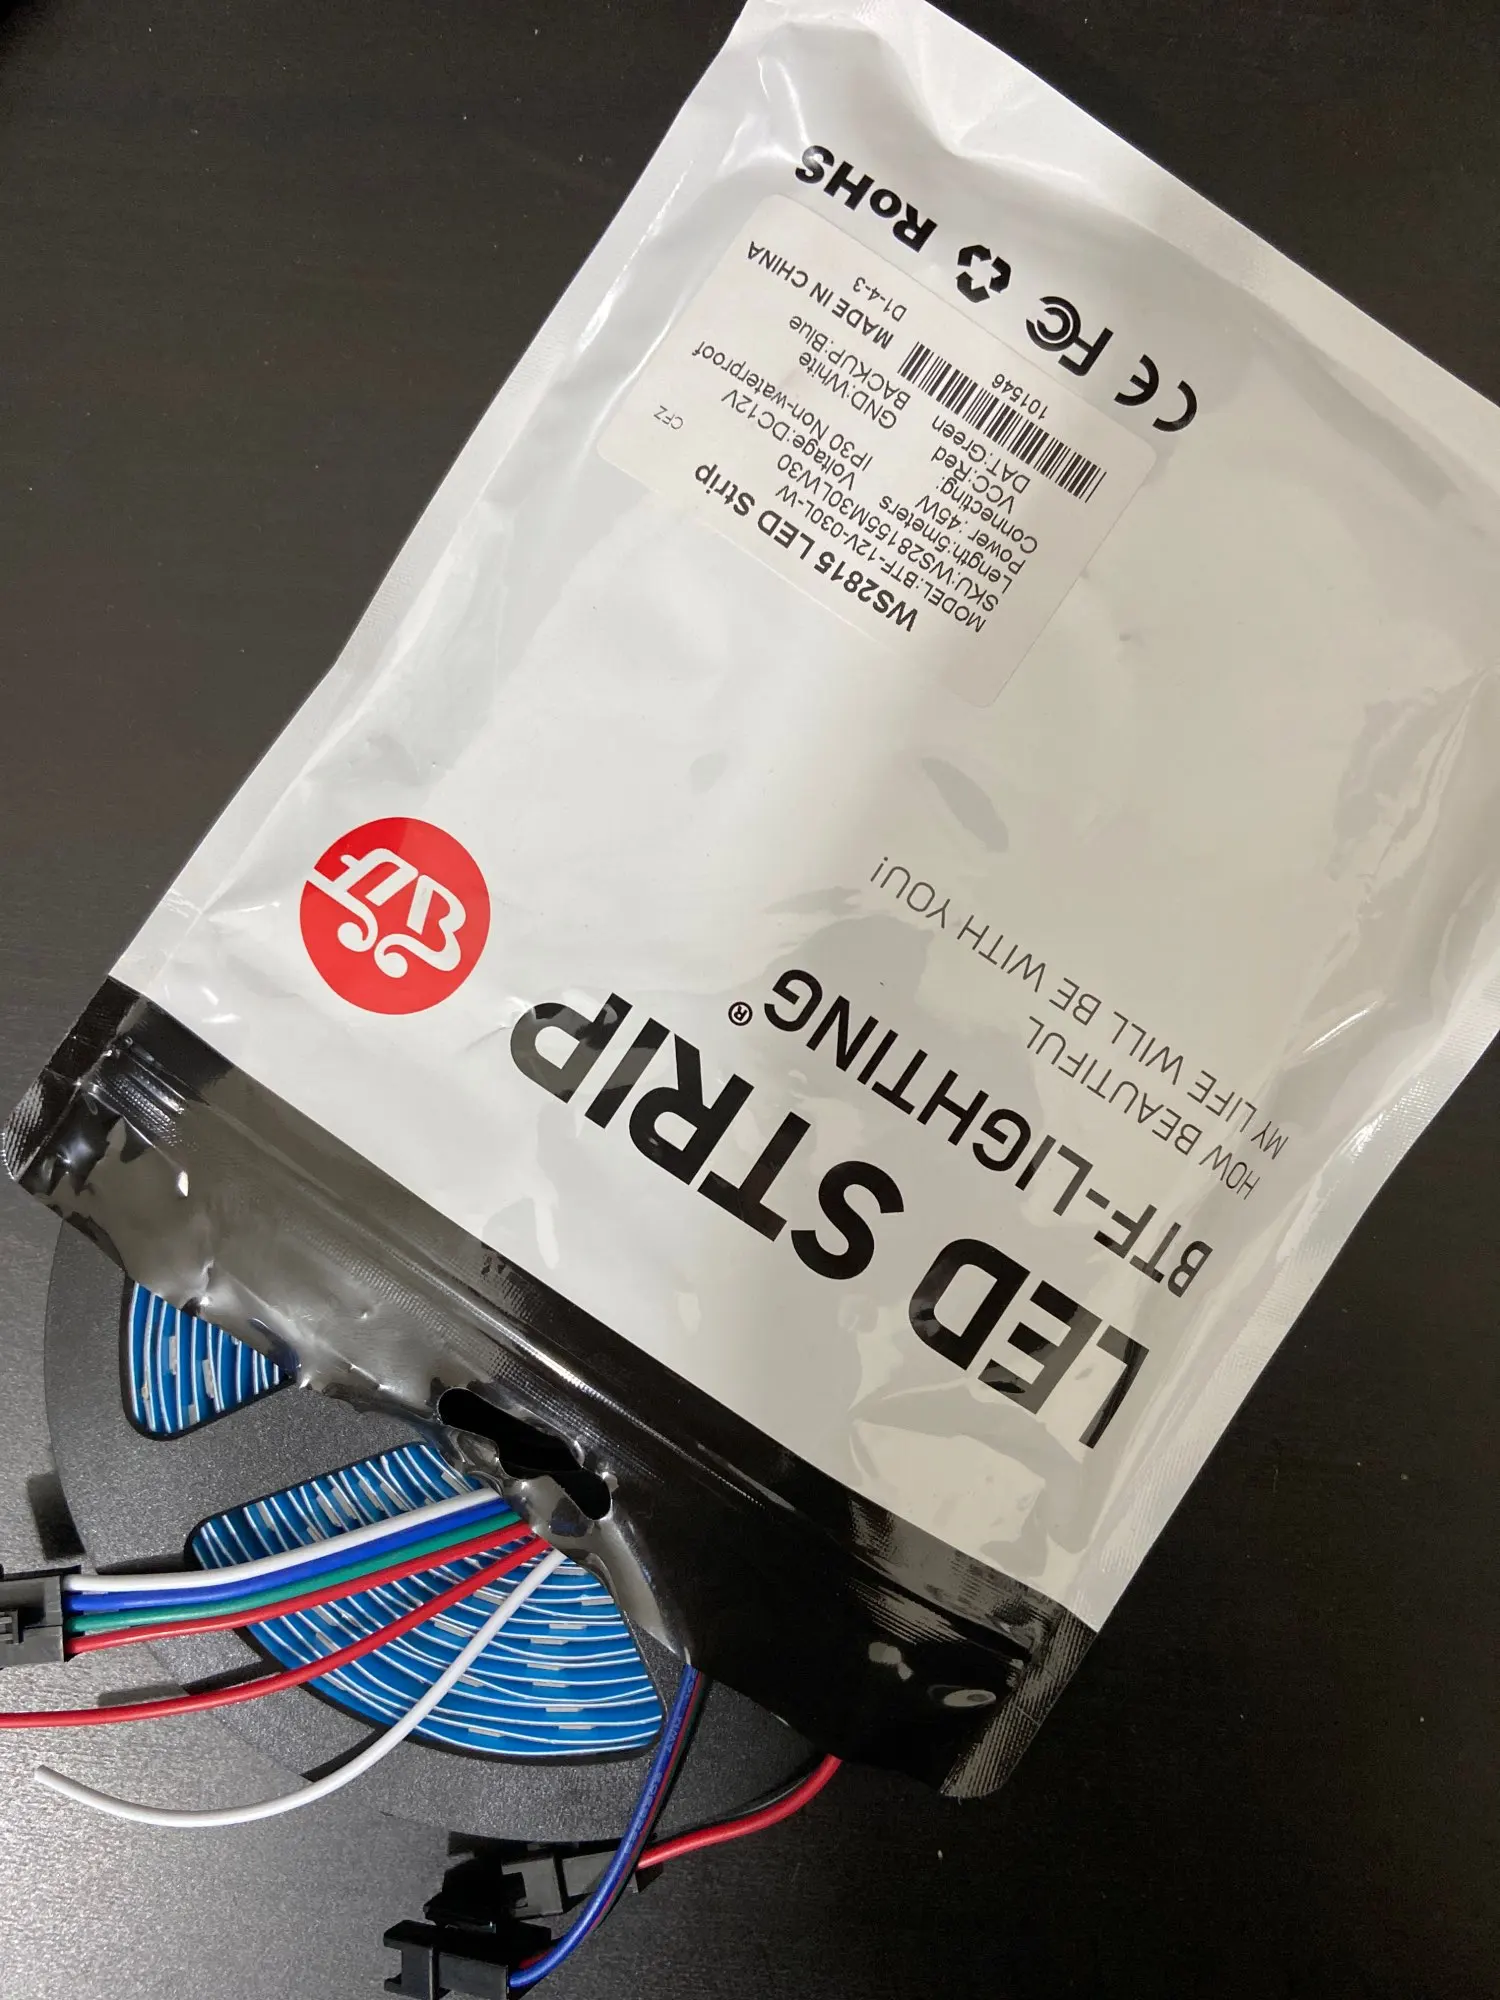 LED STRIP
BTF-LIGHTING®
HOW BEAUTIFUL
MY LIFE WILL BE WITH YOU!
BTF
WS2815 LED Strip
CFZ
MODEL:BTF-12V-030L-W
SKU:WS28155M30LW30
Length:5meters Voltage:DC12V
Power :45W IP30 Non-waterproof
Connecting:
VCC:Red GND:White
DAT:Green BACKUP:Blue
MADE IN CHINA
101546
D1-4-3
CE FC RoHS